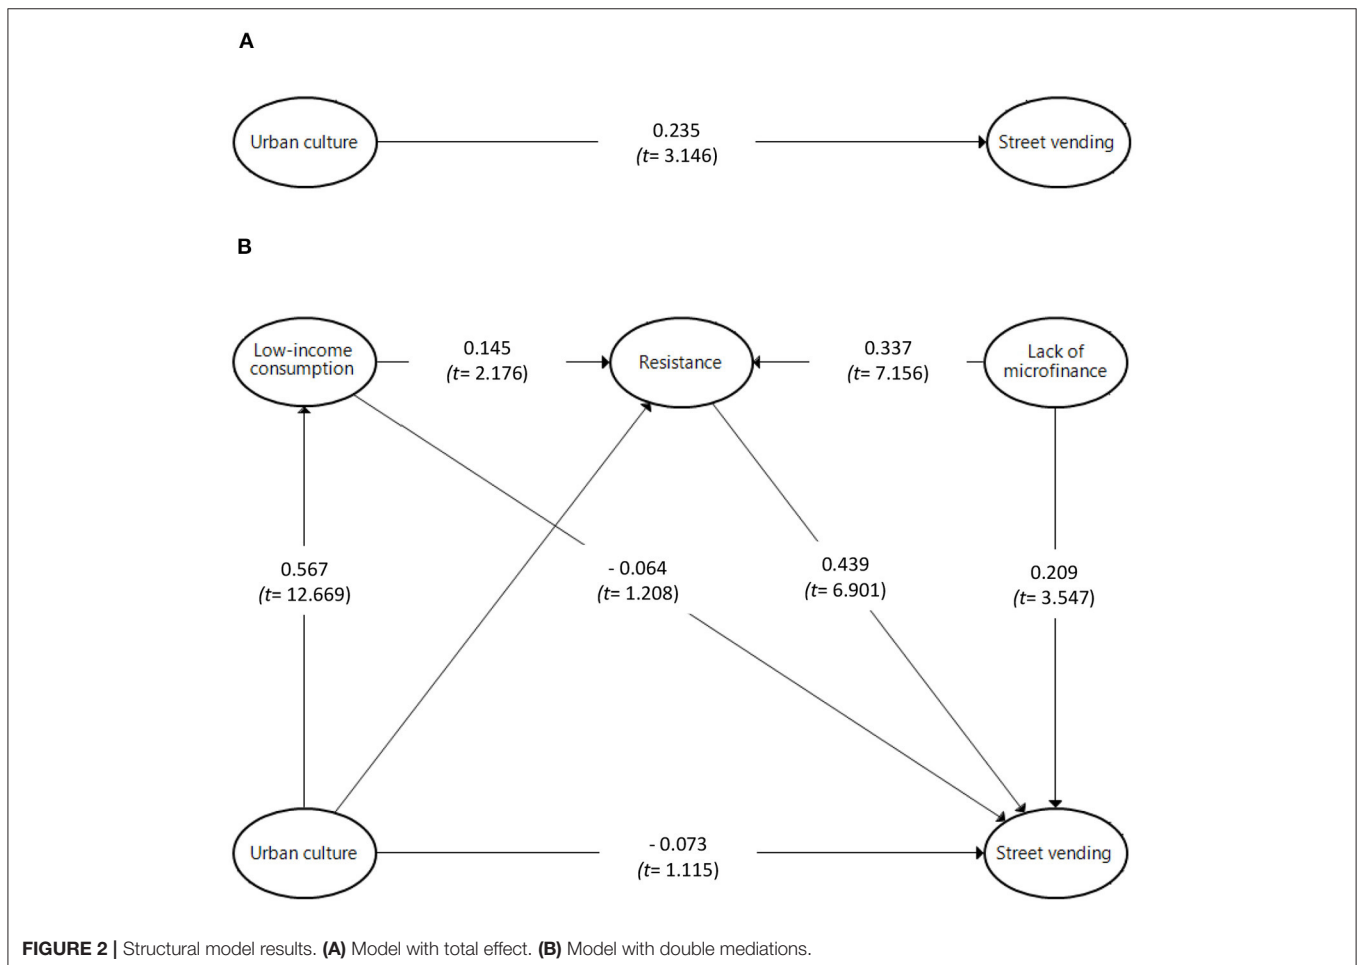 A
Urban culture
0.235
(t= 3.146)
Street vending
B
Low-income
consumption
0.145
(t= 2.176)
Resistance
0.337
(t= 7.156)
Lack of
microfinance
0.567
(t= 12.669)
- 0.064
(t= 1.208)
0.439
(t= 6.901)
0.209
(t= 3.547)
Urban culture
- 0.073
(t= 1.115)
Street vending
FIGURE 2 | Structural model results. (A) Model with total effect. (B) Model with double mediations.